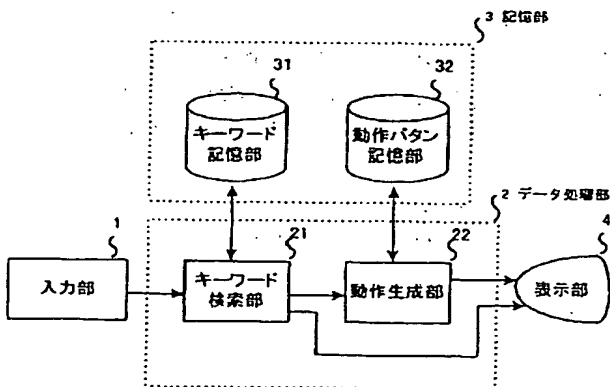 3 記憶部
31
32
キーワード
記憶部
動作パタン
記憶部
2 データ処理部
1
21
22
4
入力部
キーワード
検索部
動作生成部
表示部